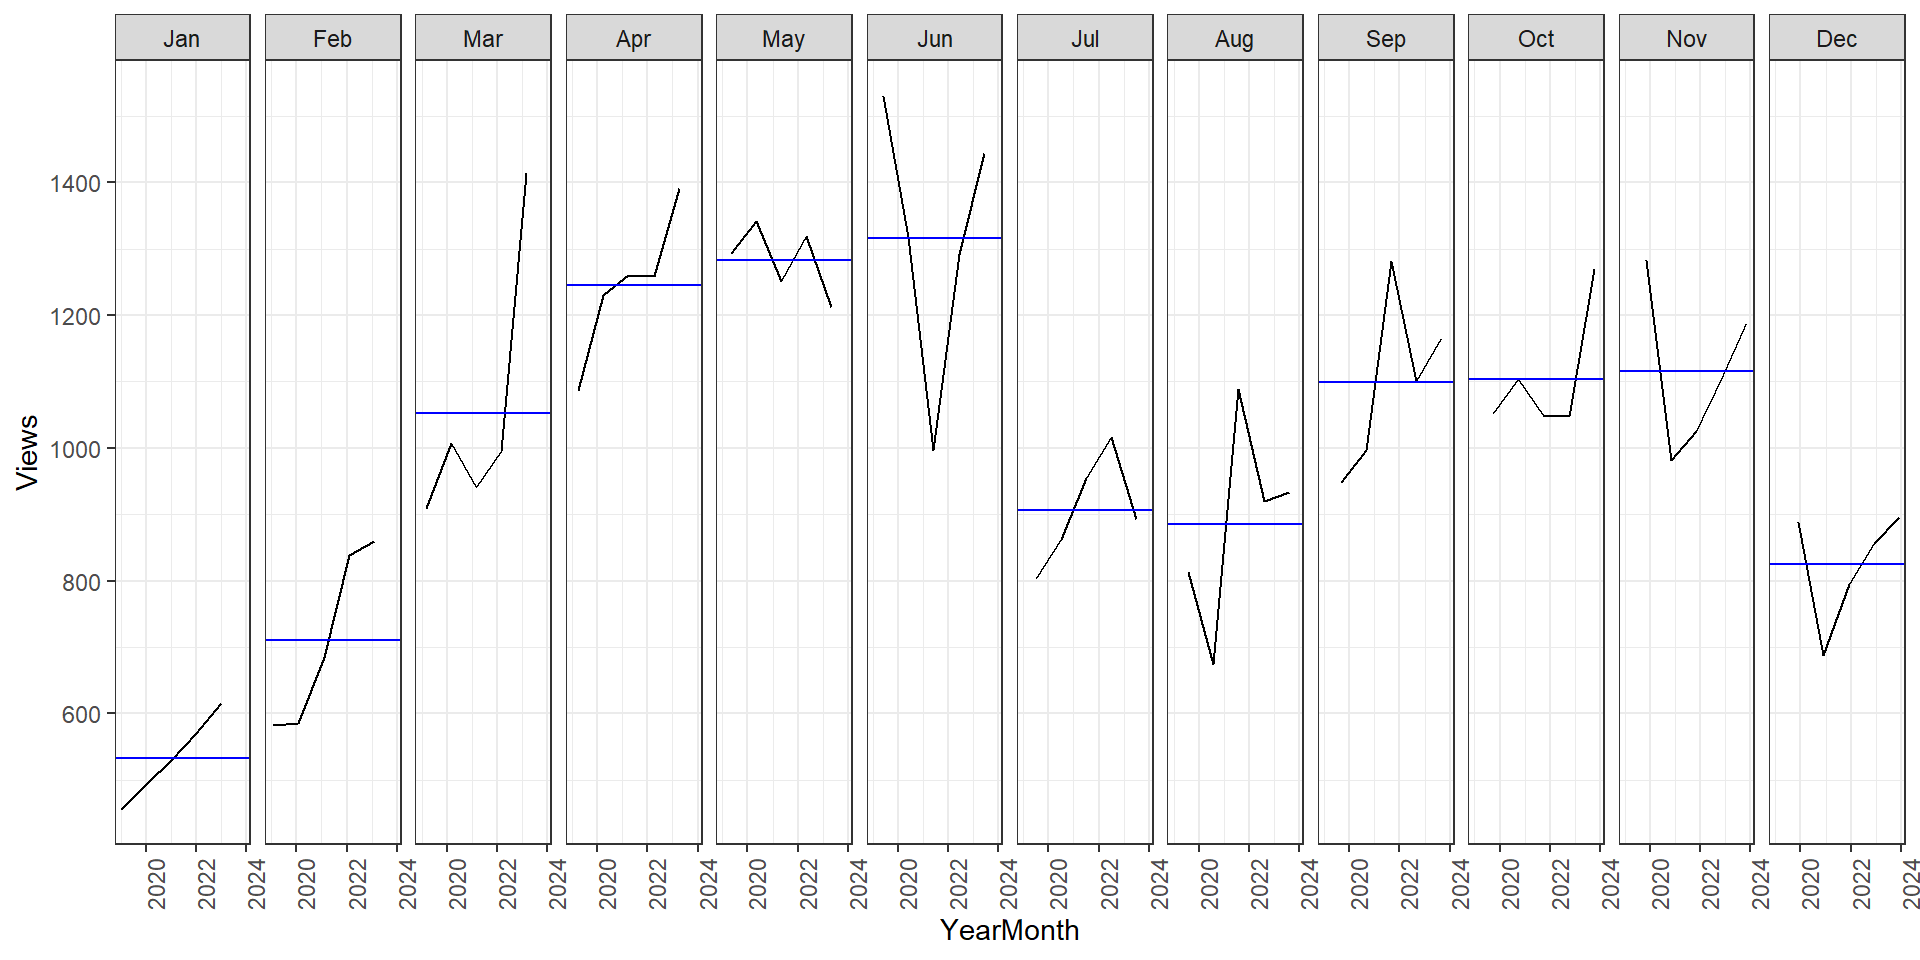 Jan Feb Mar Apr May Jun Jul Aug Sep Oct Nov Dec
1400
1200
1000
800
600
Views
2020 2022 2024 2020 2022 2024 2020 2022 2024 2020 2022 2024 2020 2022 2024 2020 2022 2024 2020 2022 2024 2020 2022 2024 2020 2022 2024 2020 2022 2024 2020 2022 2024 2020 2022 2024
YearMonth